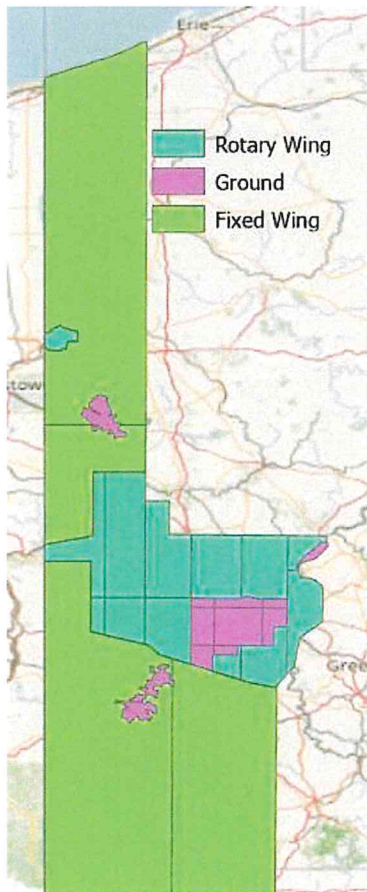 Erie
Rotary Wing
Ground
Fixed Wing
stow
Gree